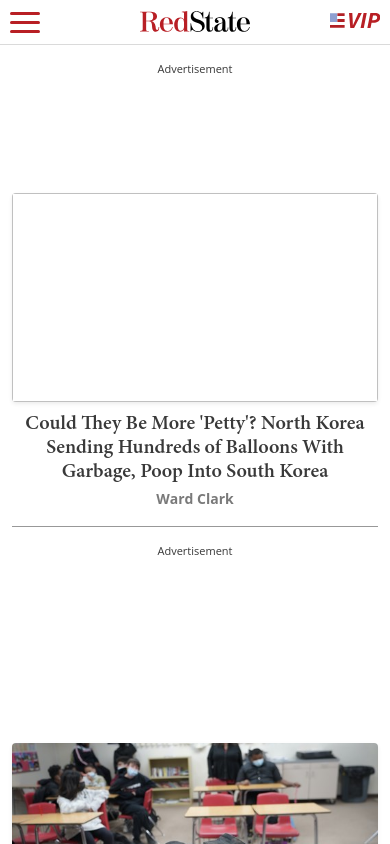 RedState
VIP
Advertisement
Could They Be More 'Petty'? North Korea
Sending Hundreds of Balloons With
Garbage, Poop Into South Korea
Ward Clark
Advertisement